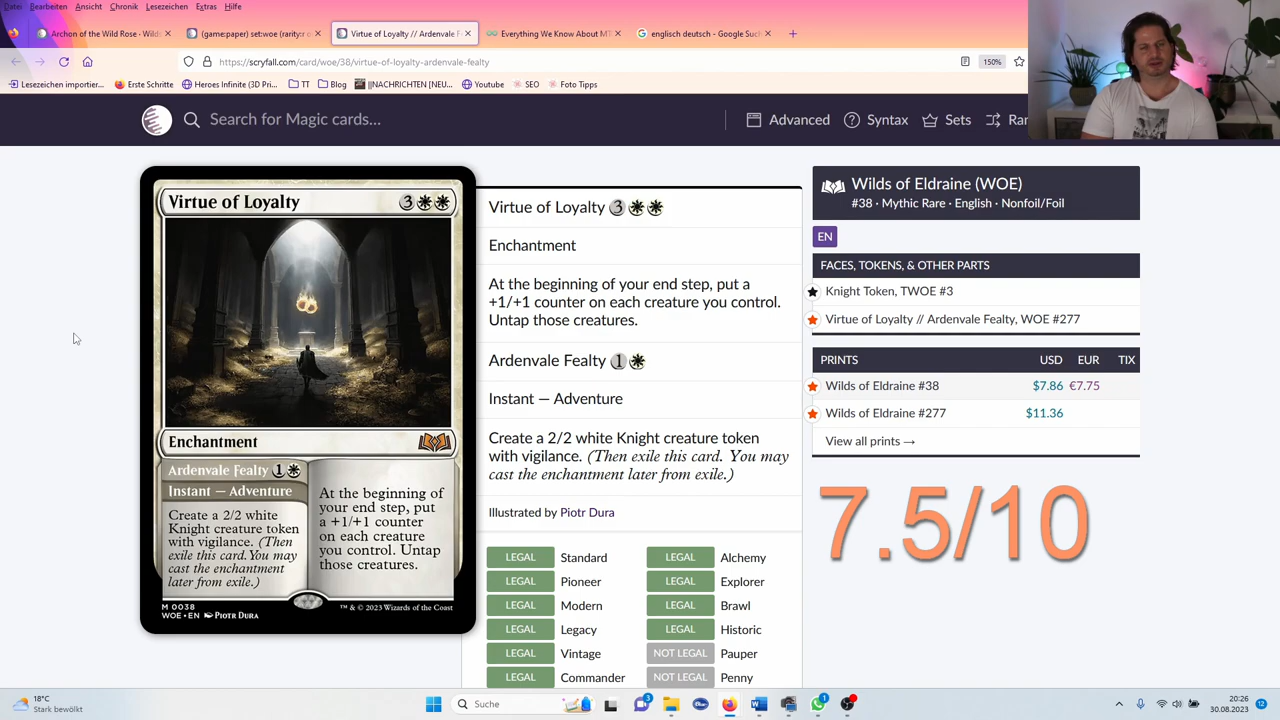 Datei Bearbeiten Ansicht Chronik Lesezeichen Extras Hilfe
Archon of the Wild Rose · Wilds
(game:paper) set:woe (rarity:r o
Virtue of Loyalty // Ardenvale F
Everything We Know About MT
englisch deutsch - Google Such
https://scryfall.com/card/woe/38/virtue-of-loyalty-ardenvale-fealty
150%
Lesezeichen importier...
Erste Schritte
Heroes Infinite (3D Pri...
TT
Blog
||NACHRICHTEN [NEU...
Youtube
SEO
Foto Tipps
Search for Magic cards...
Advanced
Syntax
Sets
Ran
Virtue of Loyalty 3
Enchantment
Ardenvale Fealty 1
Instant — Adventure
Create a 2/2 white
Knight creature token
with vigilance. (Then
exile this card. You may
cast the enchantment
later from exile.)
At the beginning of
your end step, put
a +1/+1 counter
on each creature
you control. Untap
those creatures.
M 0038
WOE • EN Piotr Dura
™ & © 2023 Wizards of the Coast
Virtue of Loyalty 3
Enchantment
At the beginning of your end step, put a
+1/+1 counter on each creature you control.
Untap those creatures.
Ardenvale Fealty 1
Instant — Adventure
Create a 2/2 white Knight creature token
with vigilance. (Then exile this card. You may
cast the enchantment later from exile.)
Illustrated by Piotr Dura
LEGAL Standard LEGAL Alchemy
LEGAL Pioneer LEGAL Explorer
LEGAL Modern LEGAL Brawl
LEGAL Legacy LEGAL Historic
LEGAL Vintage NOT LEGAL Pauper
LEGAL Commander NOT LEGAL Penny
Wilds of Eldraine (WOE)
#38 · Mythic Rare · English · Nonfoil/Foil
EN
FACES, TOKENS, & OTHER PARTS
Knight Token, TWOE #3
Virtue of Loyalty // Ardenvale Fealty, WOE #277
PRINTS USD EUR TIX
Wilds of Eldraine #38 $7.86 €7.75
Wilds of Eldraine #277 $11.36
View all prints →
7.5/10
18°C
Stark bewölkt
Suche
3
1
20:26
30.08.2023
12